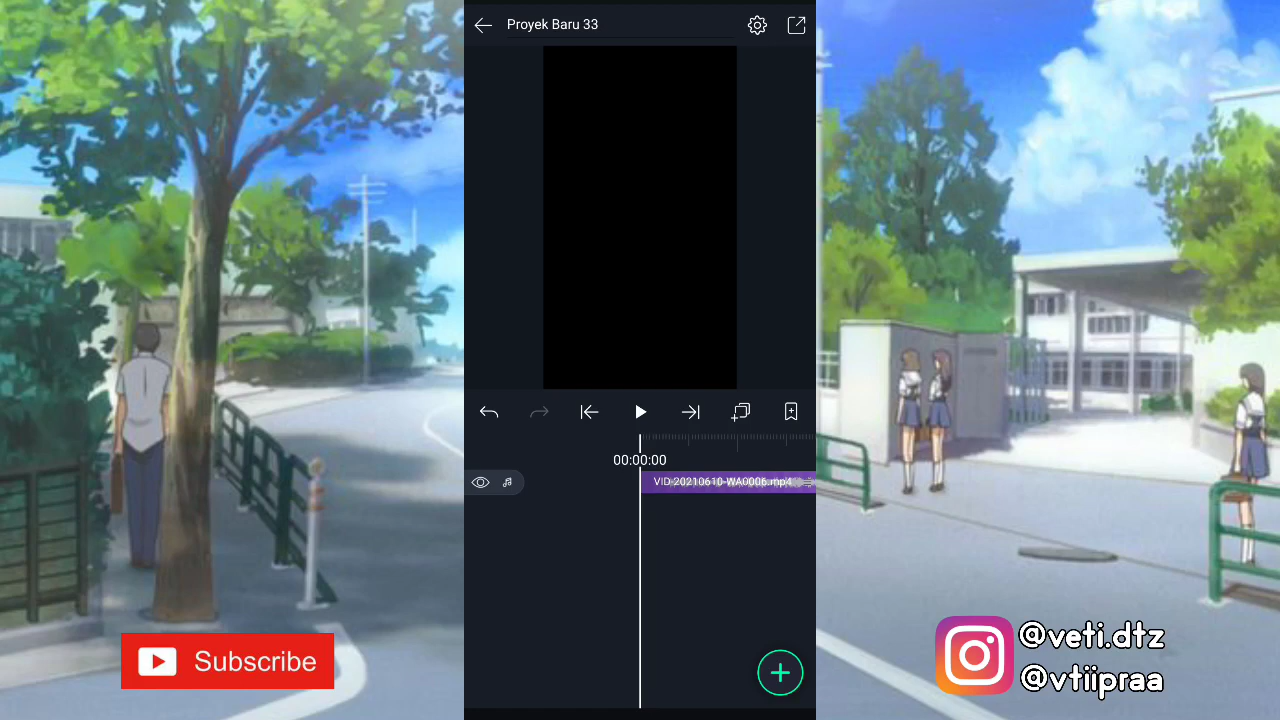 Proyek Baru 33
00:00:00
VID-20210610-WA0006.mp4
Subscribe
@veti.dtz
@vtiipraa